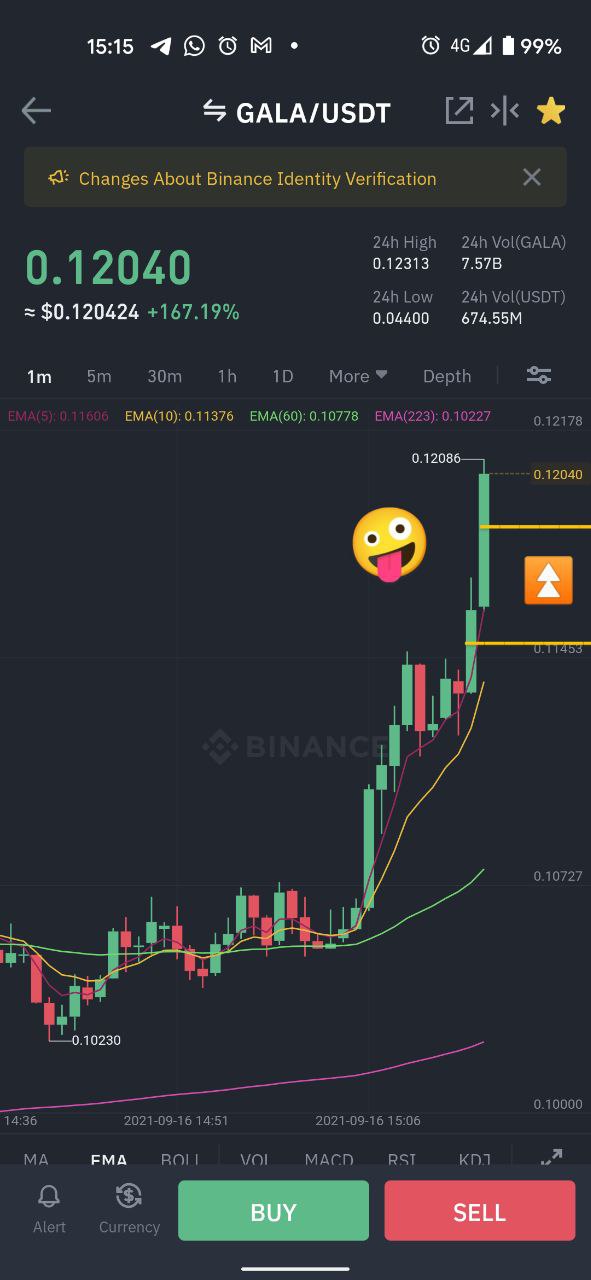 15:15
4G
99%
GALA/USDT
Changes About Binance Identity Verification
0.12040
≈ $0.120424 +167.19%
24h High
0.12313
24h Vol(GALA)
7.57B
24h Low
0.04400
24h Vol(USDT)
674.55M
1m 5m 30m 1h 1D More Depth
EMA(5): 0.11606 EMA(10): 0.11376 EMA(60): 0.10778 EMA(223): 0.10227
0.12178
0.12086
0.12040
0.11453
BINANCE
0.10727
0.10230
0.10000
14:36 2021-09-16 14:51 2021-09-16 15:06
MA EMA BOLL VOL MACD RSI KDJ
Alert
Currency
BUY
SELL